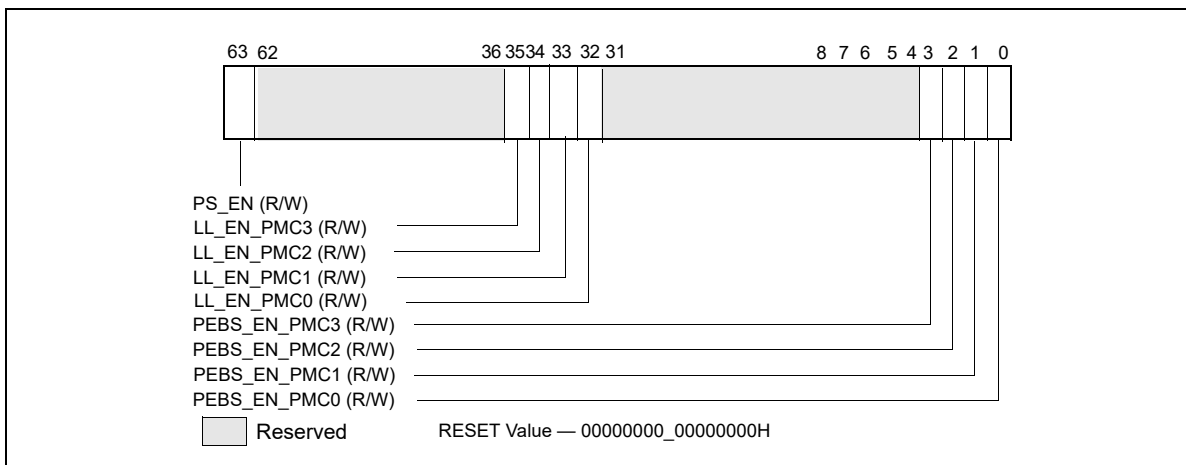 63 62 36 35 34 33 32 31 8 7 6 5 4 3 2 1 0
PS_EN (R/W)
LL_EN_PMC3 (R/W)
LL_EN_PMC2 (R/W)
LL_EN_PMC1 (R/W)
LL_EN_PMC0 (R/W)
PEBS_EN_PMC3 (R/W)
PEBS_EN_PMC2 (R/W)
PEBS_EN_PMC1 (R/W)
PEBS_EN_PMC0 (R/W)
Reserved RESET Value — 00000000_00000000H